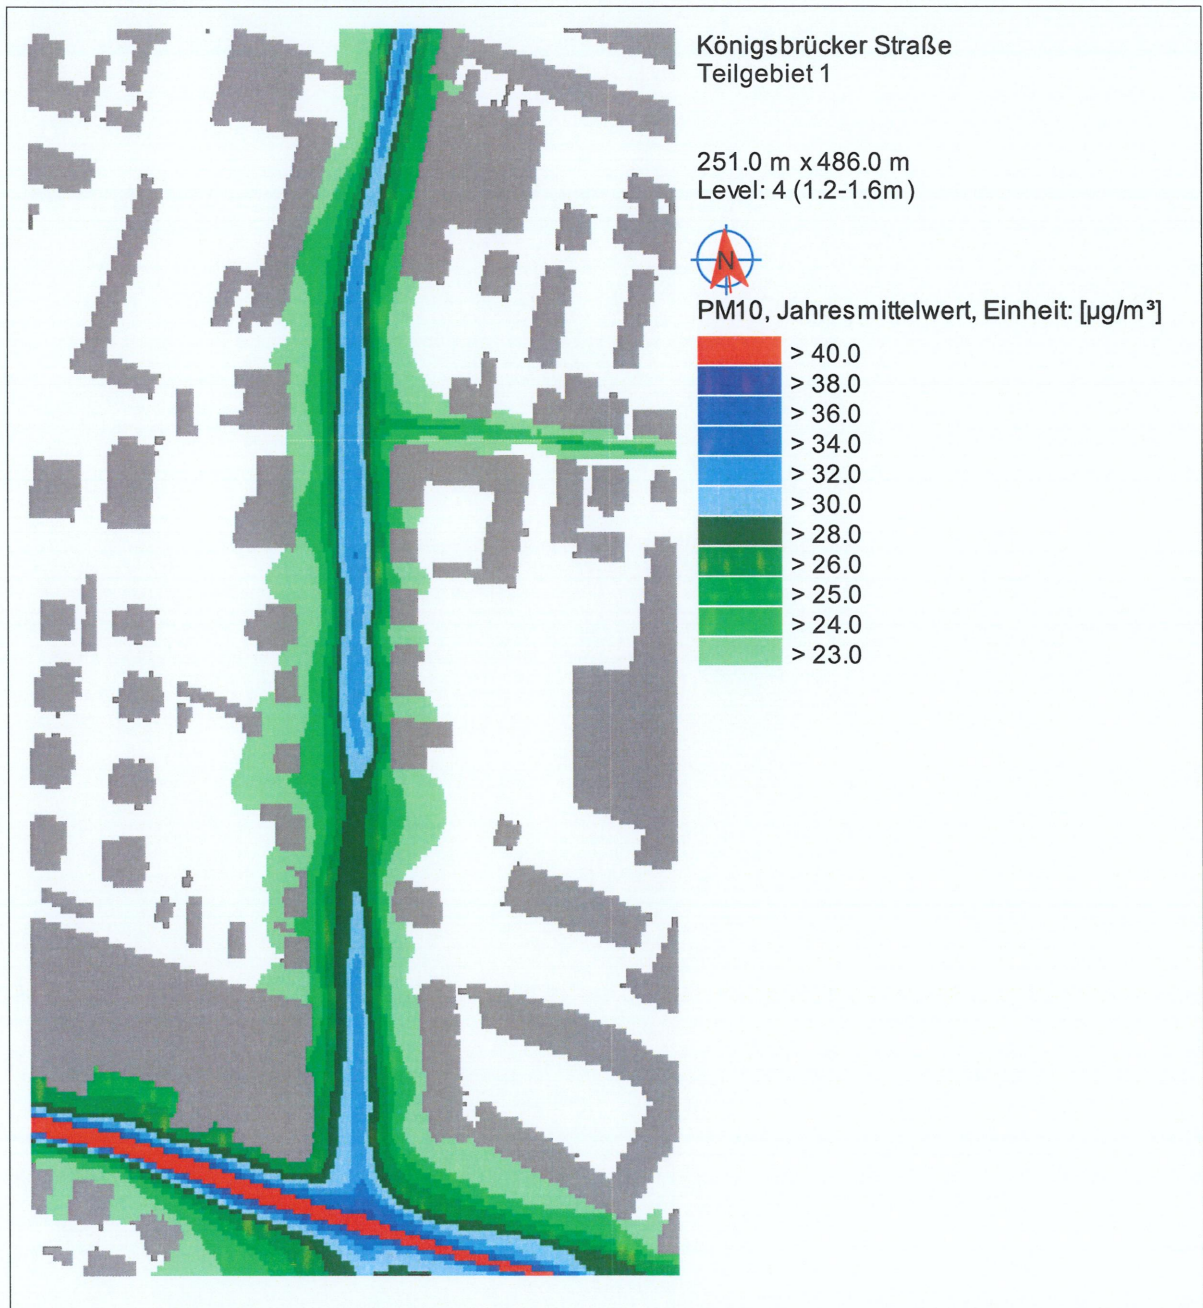 Königsbrücker Straße
Teilgebiet 1
251.0 m x 486.0 m
Level: 4 (1.2-1.6m)
N
PM10, Jahresmittelwert, Einheit: [µg/m³]
> 40.0
> 38.0
> 36.0
> 34.0
> 32.0
> 30.0
> 28.0
> 26.0
> 25.0
> 24.0
> 23.0